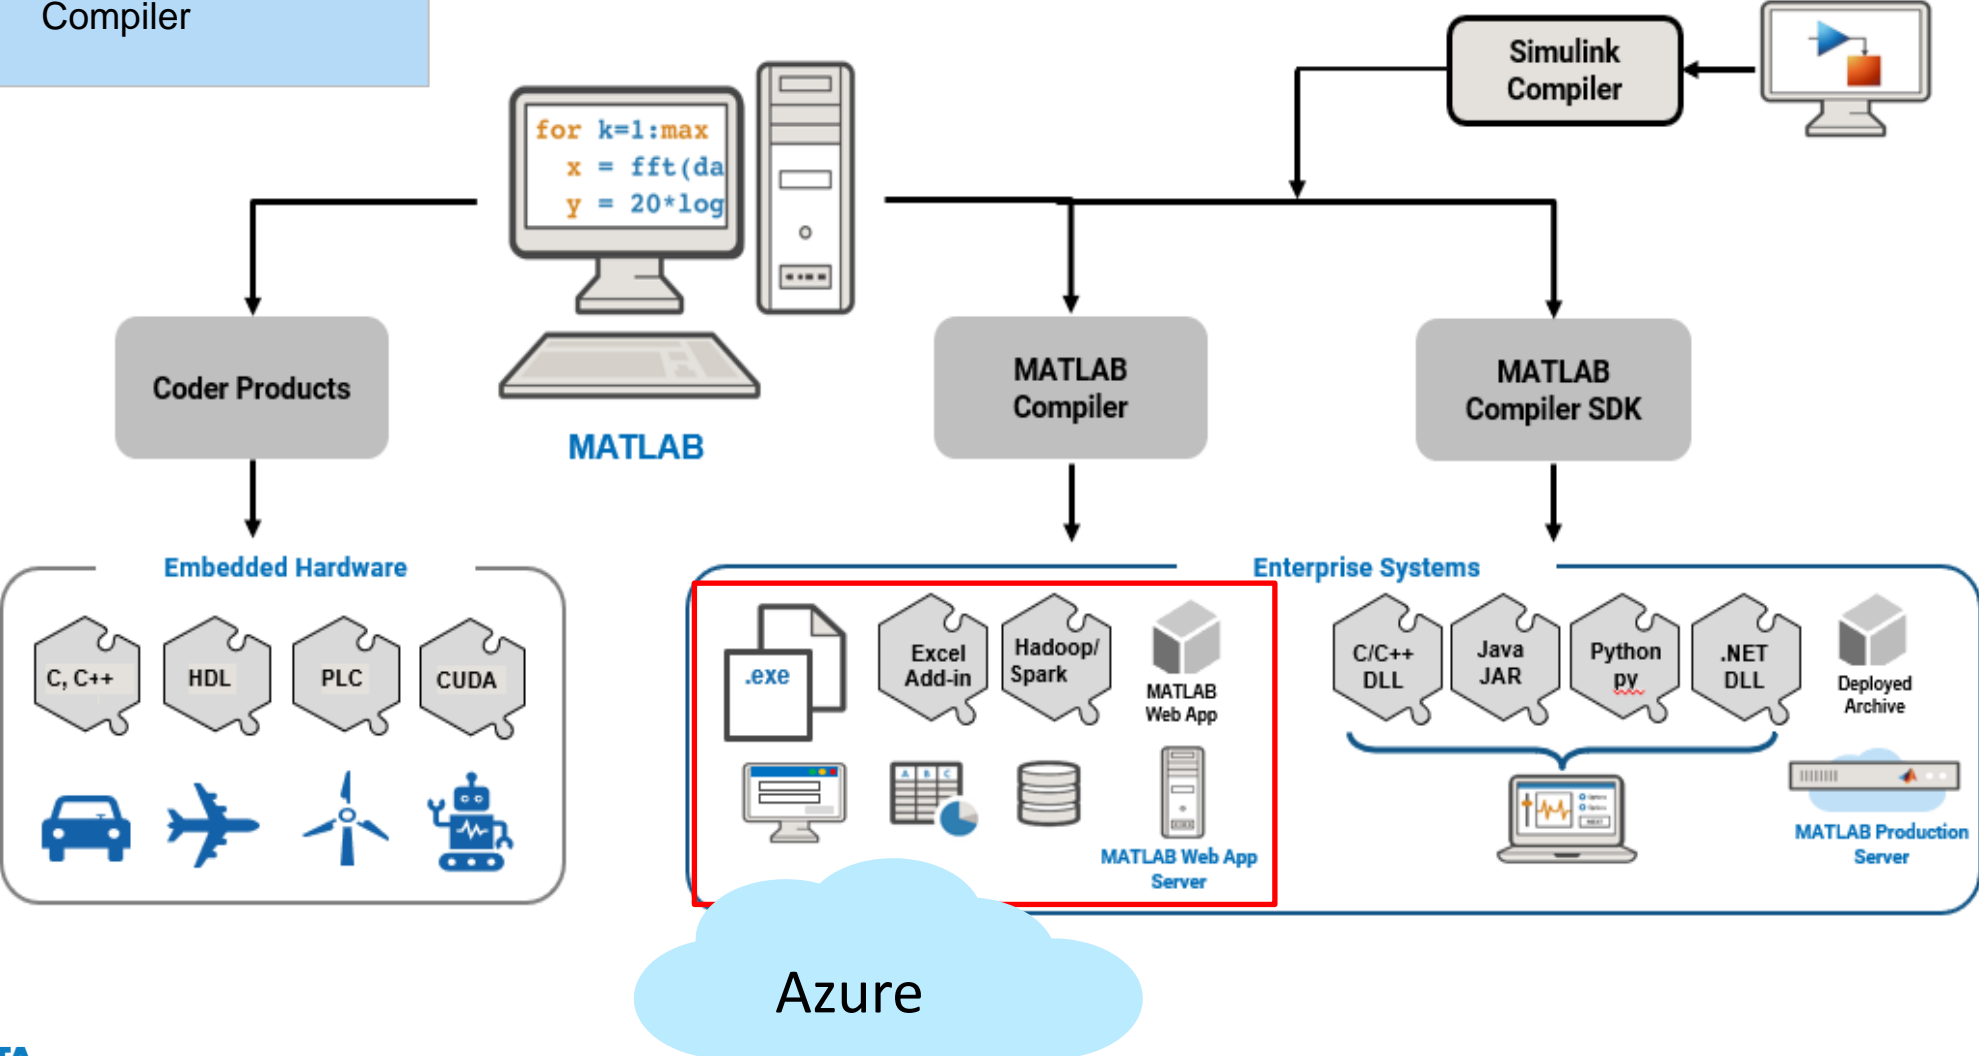 Compiler
Simulink
Compiler
for k=1:max
x = fft(da
y = 20*log
MATLAB
Coder Products
MATLAB
Compiler
MATLAB
Compiler SDK
Embedded Hardware
C, C++
HDL
PLC
CUDA
Enterprise Systems
.exe
Excel
Add-in
Hadoop/
Spark
MATLAB
Web App
C/C++
DLL
Java
JAR
Python
py
.NET
DLL
Deployed
Archive
A B C
MATLAB Web App
Server
MATLAB Production
Server
Azure